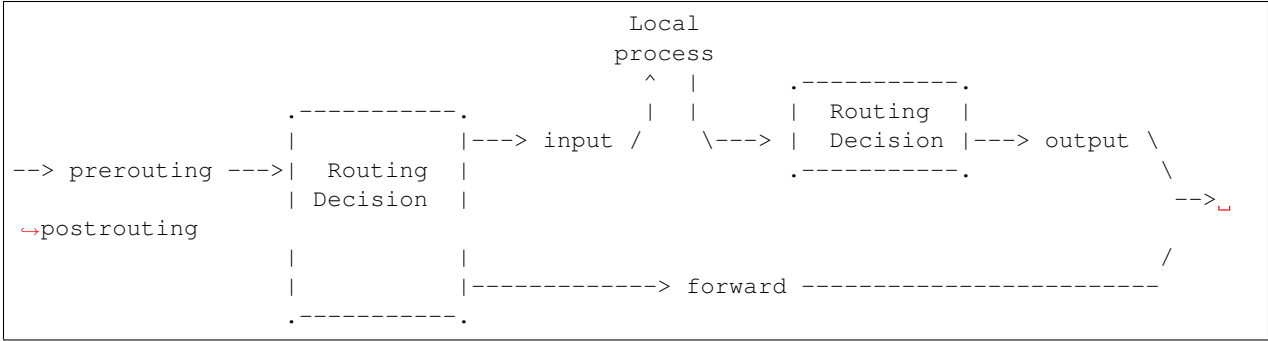 Local
                                        process
                                          ^  |      .-----------.
                   .-----------.          |  |      |  Routing  |
                   |           |---> input /    \---> |  Decision |---> output \
--> prerouting --->|  Routing  |                    .-----------.             \
                   | Decision  |                                               -->␣
↪postrouting
                   |           |                                              /
                   |           |-------------> forward -------------------------
                   .-----------.